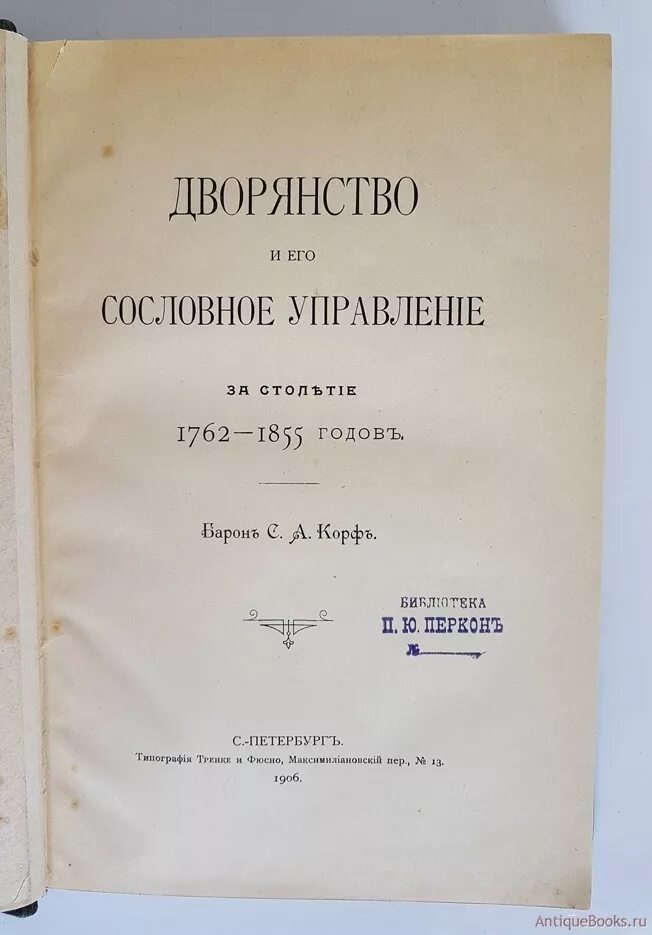 ДВОРЯНСТВО
И ЕГО
СОСЛОВНОЕ УПРАВЛЕНІЕ
ЗА СТОЛѢТІЕ
1762—1855 ГОДОВЪ.
Баронъ С. А. Корфъ.
БИБЛІОТЕКА
П. Ю. ПЕРКОНЪ
№
С.-ПЕТЕРБУРГЪ.
Типографія Тренке и Фюсно, Максимиліановскій пер., № 13.
1906.
AntiqueBooks.ru